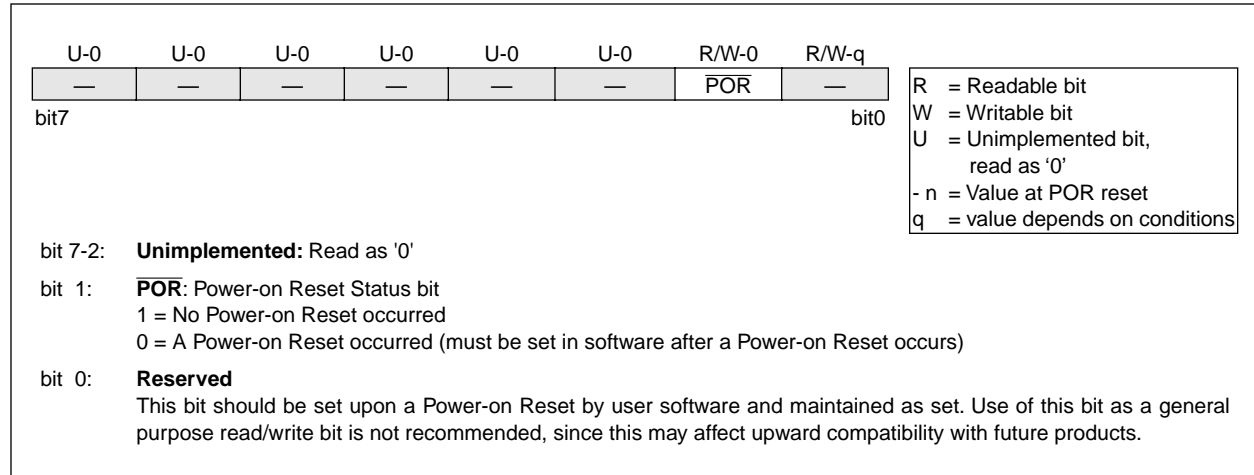 U-0 U-0 U-0 U-0 U-0 U-0 R/W-0 R/W-q
— — — — — — P̅O̅R̅ —
bit7 bit0
R = Readable bit
W = Writable bit
U = Unimplemented bit,
read as ‘0’
- n = Value at POR reset
q = value depends on conditions
bit 7-2: Unimplemented: Read as '0'
bit 1: P̅O̅R̅: Power-on Reset Status bit
1 = No Power-on Reset occurred
0 = A Power-on Reset occurred (must be set in software after a Power-on Reset occurs)
bit 0: Reserved
This bit should be set upon a Power-on Reset by user software and maintained as set. Use of this bit as a general
purpose read/write bit is not recommended, since this may affect upward compatibility with future products.